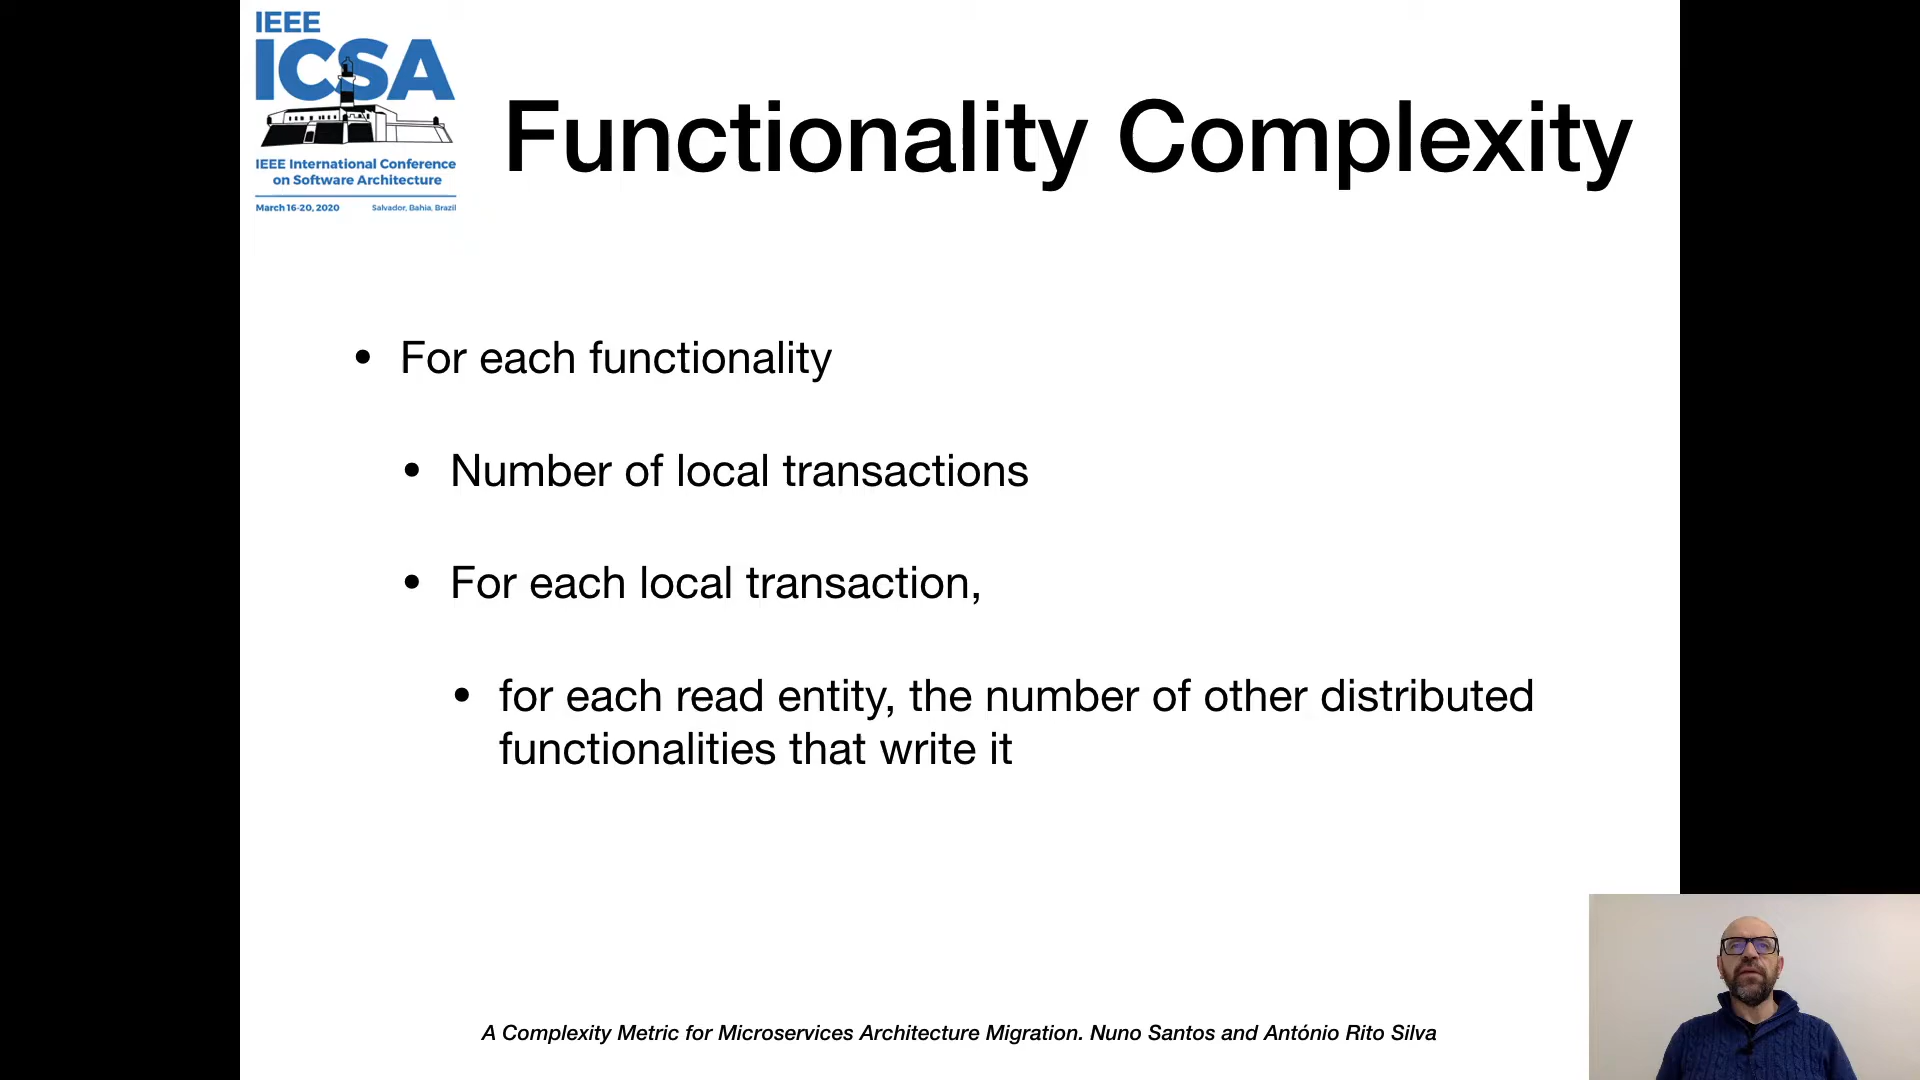 IEEE
ICSA
IEEE International Conference
on Software Architecture
March 16-20, 2020 Salvador, Bahia, Brazil
Functionality Complexity
• For each functionality
• Number of local transactions
• For each local transaction,
• for each read entity, the number of other distributed
functionalities that write it
A Complexity Metric for Microservices Architecture Migration. Nuno Santos and António Rito Silva